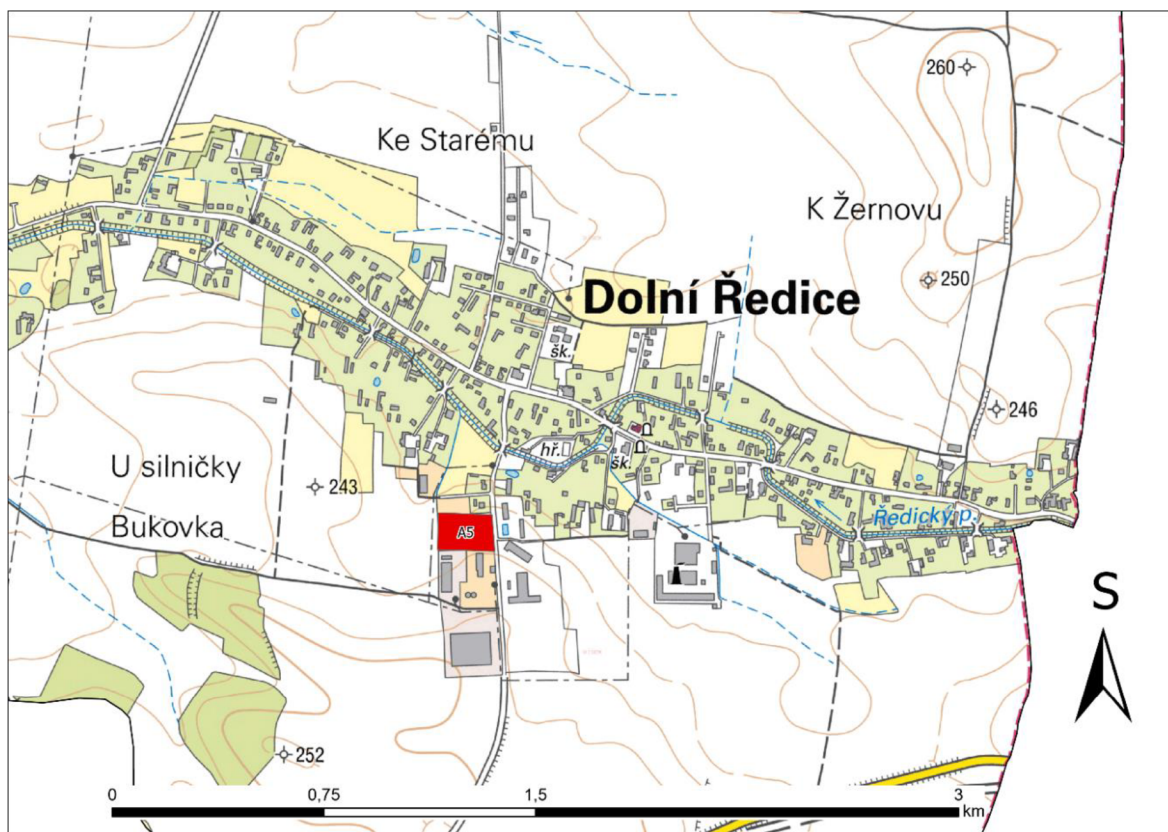 260
Ke Starému
K Žernovu
250
Dolní Ředice
šk.
246
hř.
šk.
U silničky
243
Bukovka
A5
Ředický p.
S
252
0
0,75
1,5
3
km